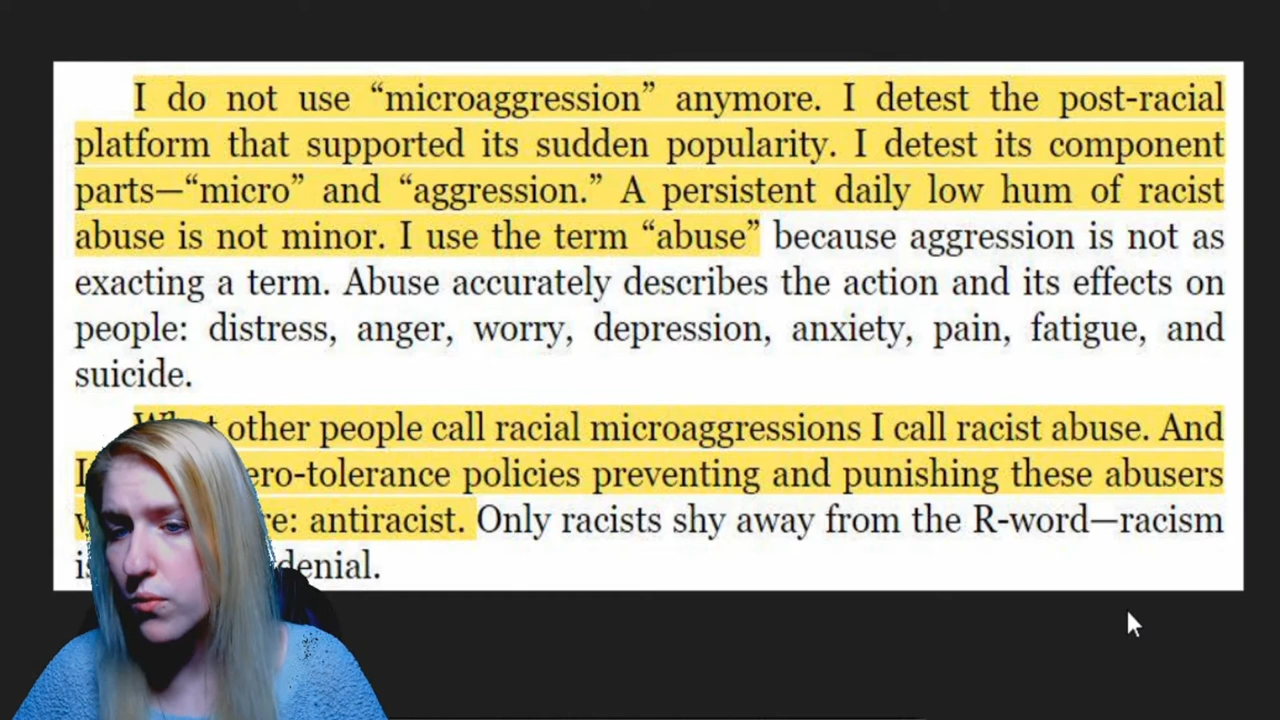 I do not use “microaggression” anymore. I detest the post-racial
platform that supported its sudden popularity. I detest its component
parts—“micro” and “aggression.” A persistent daily low hum of racist
abuse is not minor. I use the term “abuse” because aggression is not as
exacting a term. Abuse accurately describes the action and its effects on
people: distress, anger, worry, depression, anxiety, pain, fatigue, and
suicide.
other people call racial microaggressions I call racist abuse. And
I policies preventing and punishing these abusers
antiracist. Only racists shy away from the R-word—racism
denial.